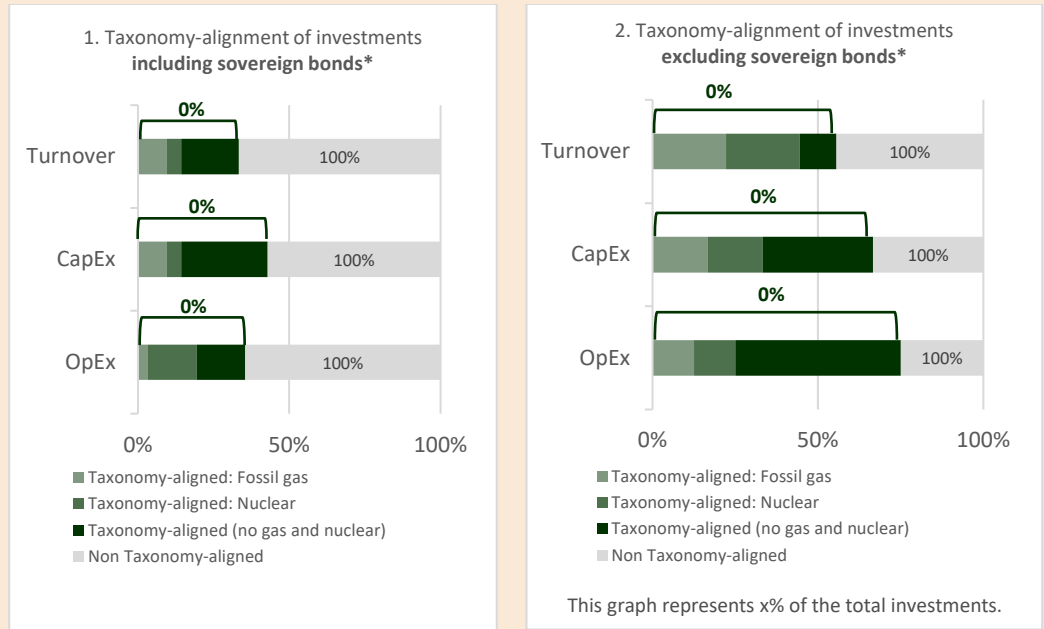 1. Taxonomy-alignment of investments
including sovereign bonds*
0%
Turnover
100%
0%
CapEx
100%
0%
OpEx
100%
0%
50%
100%
Taxonomy-aligned: Fossil gas
Taxonomy-aligned: Nuclear
Taxonomy-aligned (no gas and nuclear)
Non Taxonomy-aligned
2. Taxonomy-alignment of investments
excluding sovereign bonds*
0%
Turnover
100%
0%
CapEx
100%
0%
OpEx
100%
0%
50%
100%
Taxonomy-aligned: Fossil gas
Taxonomy-aligned: Nuclear
Taxonomy-aligned (no gas and nuclear)
Non Taxonomy-aligned
This graph represents x% of the total investments.